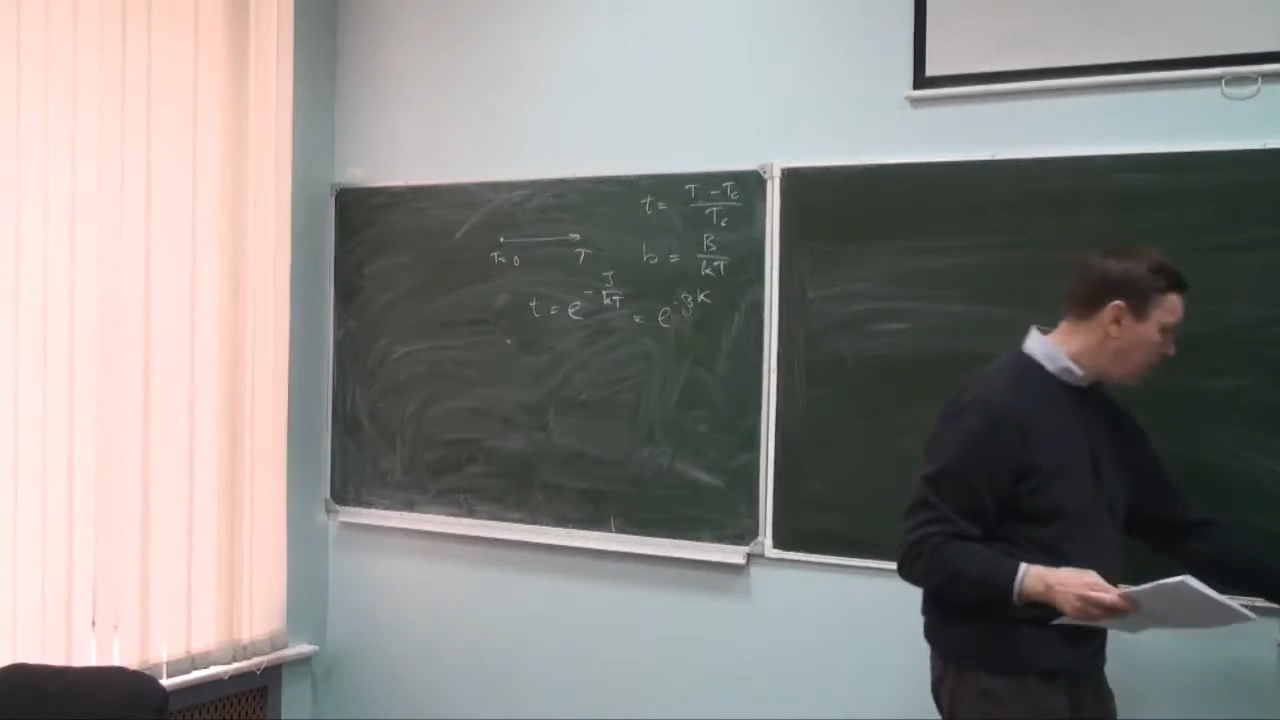 t = T - Tc / Tc
T=0 T
b = B / kT
t = e^{-J/kT} = e^{-βK}